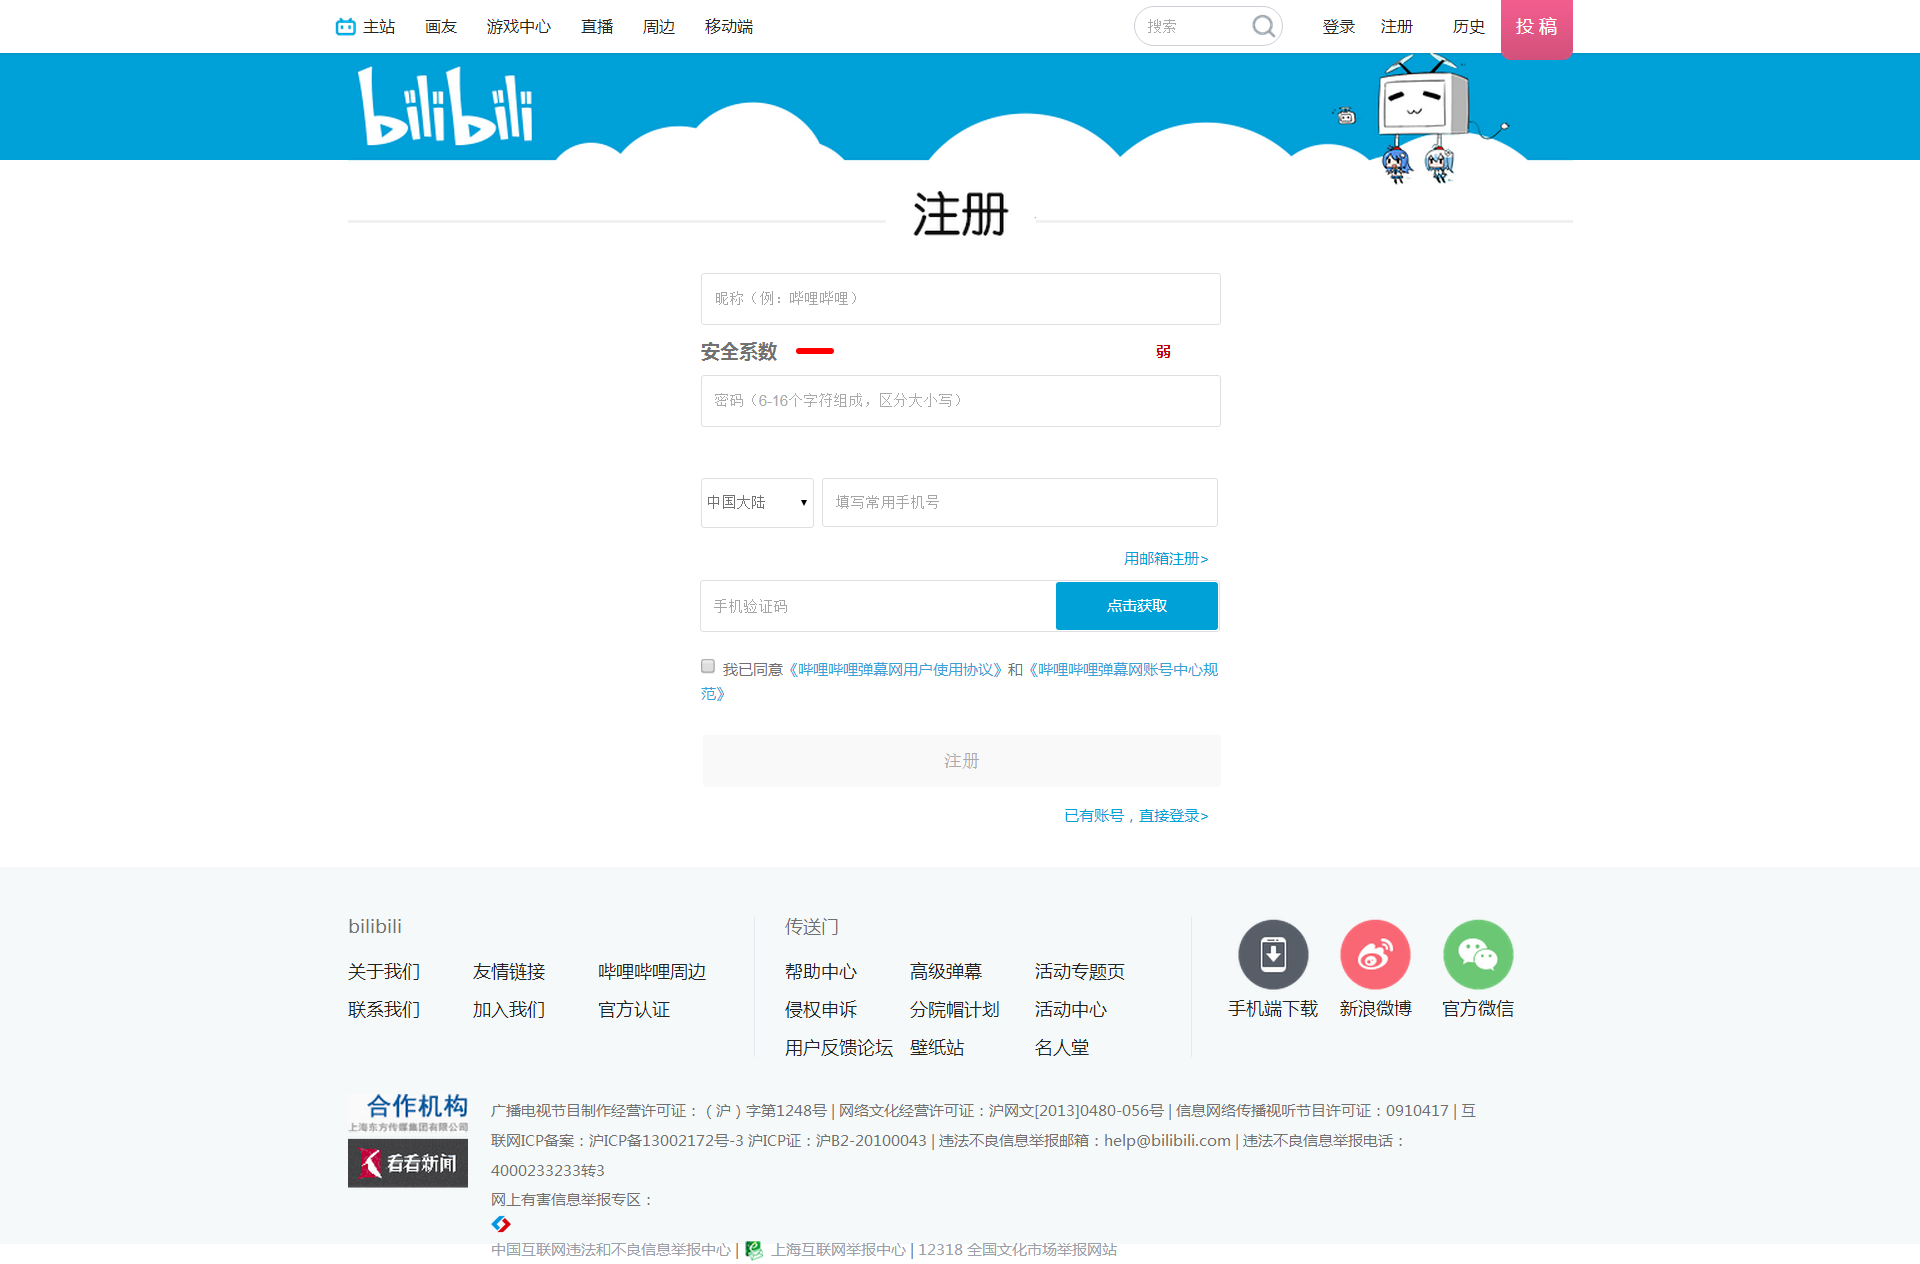 主站 画友 游戏中心 直播 周边 移动端 搜索 登录 注册 历史 投稿
bilibili
注册
昵称（例：哔哩哔哩）
安全系数 弱
密码（6-16个字符组成，区分大小写）
中国大陆 填写常用手机号
用邮箱注册>
手机验证码 点击获取
我已同意《哔哩哔哩弹幕网用户使用协议》和《哔哩哔哩弹幕网账号中心规
范》
注册
已有账号，直接登录>
bilibili 传送门
关于我们 友情链接 哔哩哔哩周边 帮助中心 高级弹幕 活动专题页
联系我们 加入我们 官方认证 侵权申诉 分院帽计划 活动中心 手机端下载 新浪微博 官方微信
用户反馈论坛 壁纸站 名人堂
合作机构
上海东方传媒集团有限公司
看看新闻
广播电视节目制作经营许可证：（沪）字第1248号 | 网络文化经营许可证：沪网文[2013]0480-056号 | 信息网络传播视听节目许可证：0910417 | 互
联网ICP备案：沪ICP备13002172号-3 沪ICP证：沪B2-20100043 | 违法不良信息举报邮箱：help@bilibili.com | 违法不良信息举报电话：
4000233233转3
网上有害信息举报专区：
中国互联网违法和不良信息举报中心 | 上海互联网举报中心 | 12318 全国文化市场举报网站